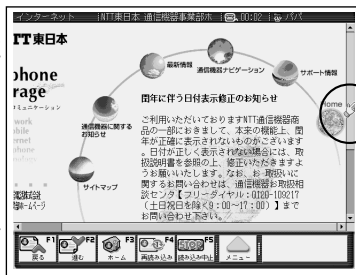 インターネット NTT東日本 通信機器事業部ホ 00:02 パパ
NTT東日本
phone
rage
コミュニケーション
work
bile
rnet
phone
最新情報
通信機器ナビゲーション
サポート情報
Home
通信機器に関する
お知らせ
サイトマップ
閏年に伴う日付表示修正のお知らせ
ご利用いただいておりますNTT通信機器商
品の一部におきまして、本来の機能上、閏
年が正確に表示されないものがございます
。日付が正しく表示されない場合には、取
扱説明書を参照の上、修正いただきますよ
うお願いいたします。なお、お取扱いに
関するお問い合わせは、通信機器お取扱相
談センタ【フリーダイヤル:0120-109217
(土日祝日を除く9:00~17:00)】まで
お問い合わせ下さい。
F1 戻る
F2 進む
F3 ホーム
F4 再読み込み
STOP F5 読み込み中止
メニュー